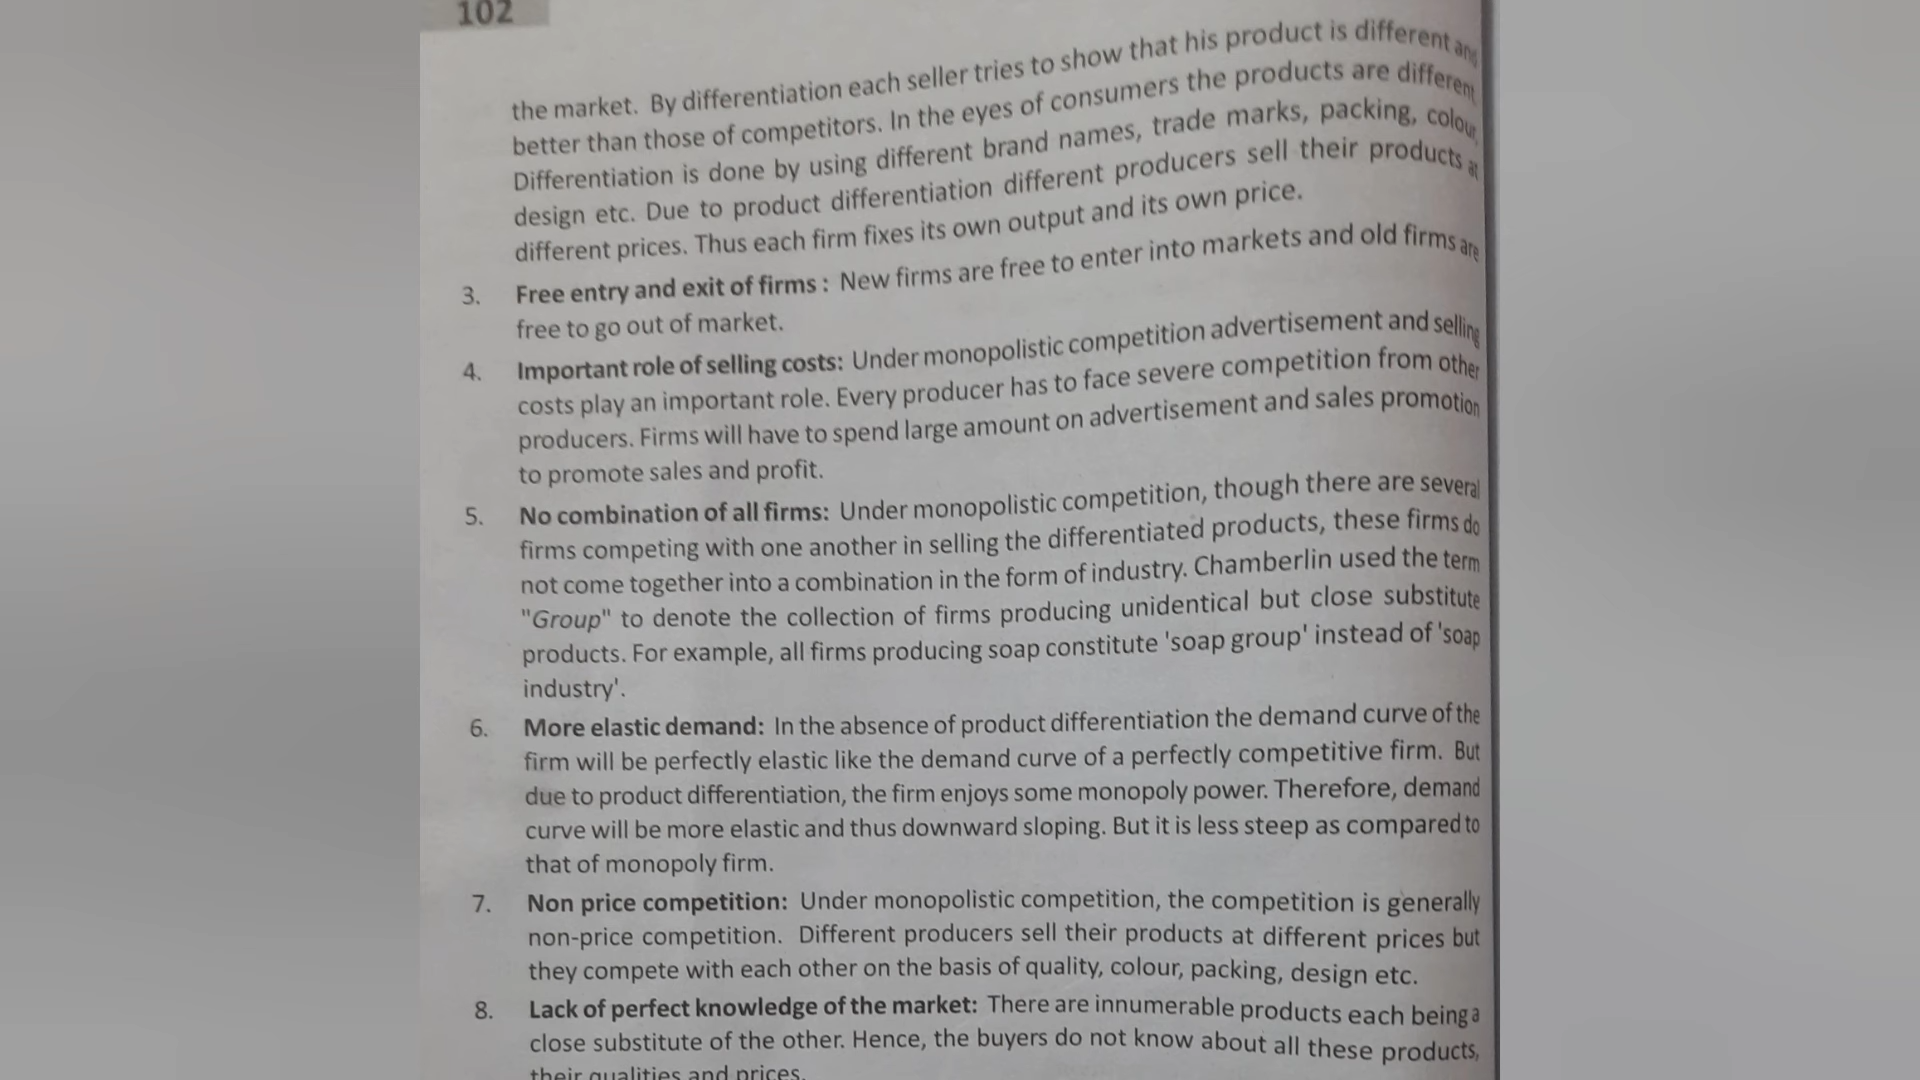 102
the market. By differentiation each seller tries to show that his product is different and
better than those of competitors. In the eyes of consumers the products are different
Differentiation is done by using different brand names, trade marks, packing, colour,
design etc. Due to product differentiation different producers sell their products at
different prices. Thus each firm fixes its own output and its own price.
3. Free entry and exit of firms : New firms are free to enter into markets and old firms are
free to go out of market.
4. Important role of selling costs: Under monopolistic competition advertisement and selling
costs play an important role. Every producer has to face severe competition from other
producers. Firms will have to spend large amount on advertisement and sales promotion
to promote sales and profit.
5. No combination of all firms: Under monopolistic competition, though there are several
firms competing with one another in selling the differentiated products, these firms do
not come together into a combination in the form of industry. Chamberlin used the term
"Group" to denote the collection of firms producing unidentical but close substitute
products. For example, all firms producing soap constitute 'soap group' instead of 'soap
industry'.
6. More elastic demand: In the absence of product differentiation the demand curve of the
firm will be perfectly elastic like the demand curve of a perfectly competitive firm. But
due to product differentiation, the firm enjoys some monopoly power. Therefore, demand
curve will be more elastic and thus downward sloping. But it is less steep as compared to
that of monopoly firm.
7. Non price competition: Under monopolistic competition, the competition is generally
non-price competition. Different producers sell their products at different prices but
they compete with each other on the basis of quality, colour, packing, design etc.
8. Lack of perfect knowledge of the market: There are innumerable products each being a
close substitute of the other. Hence, the buyers do not know about all these products,
their qualities and prices.